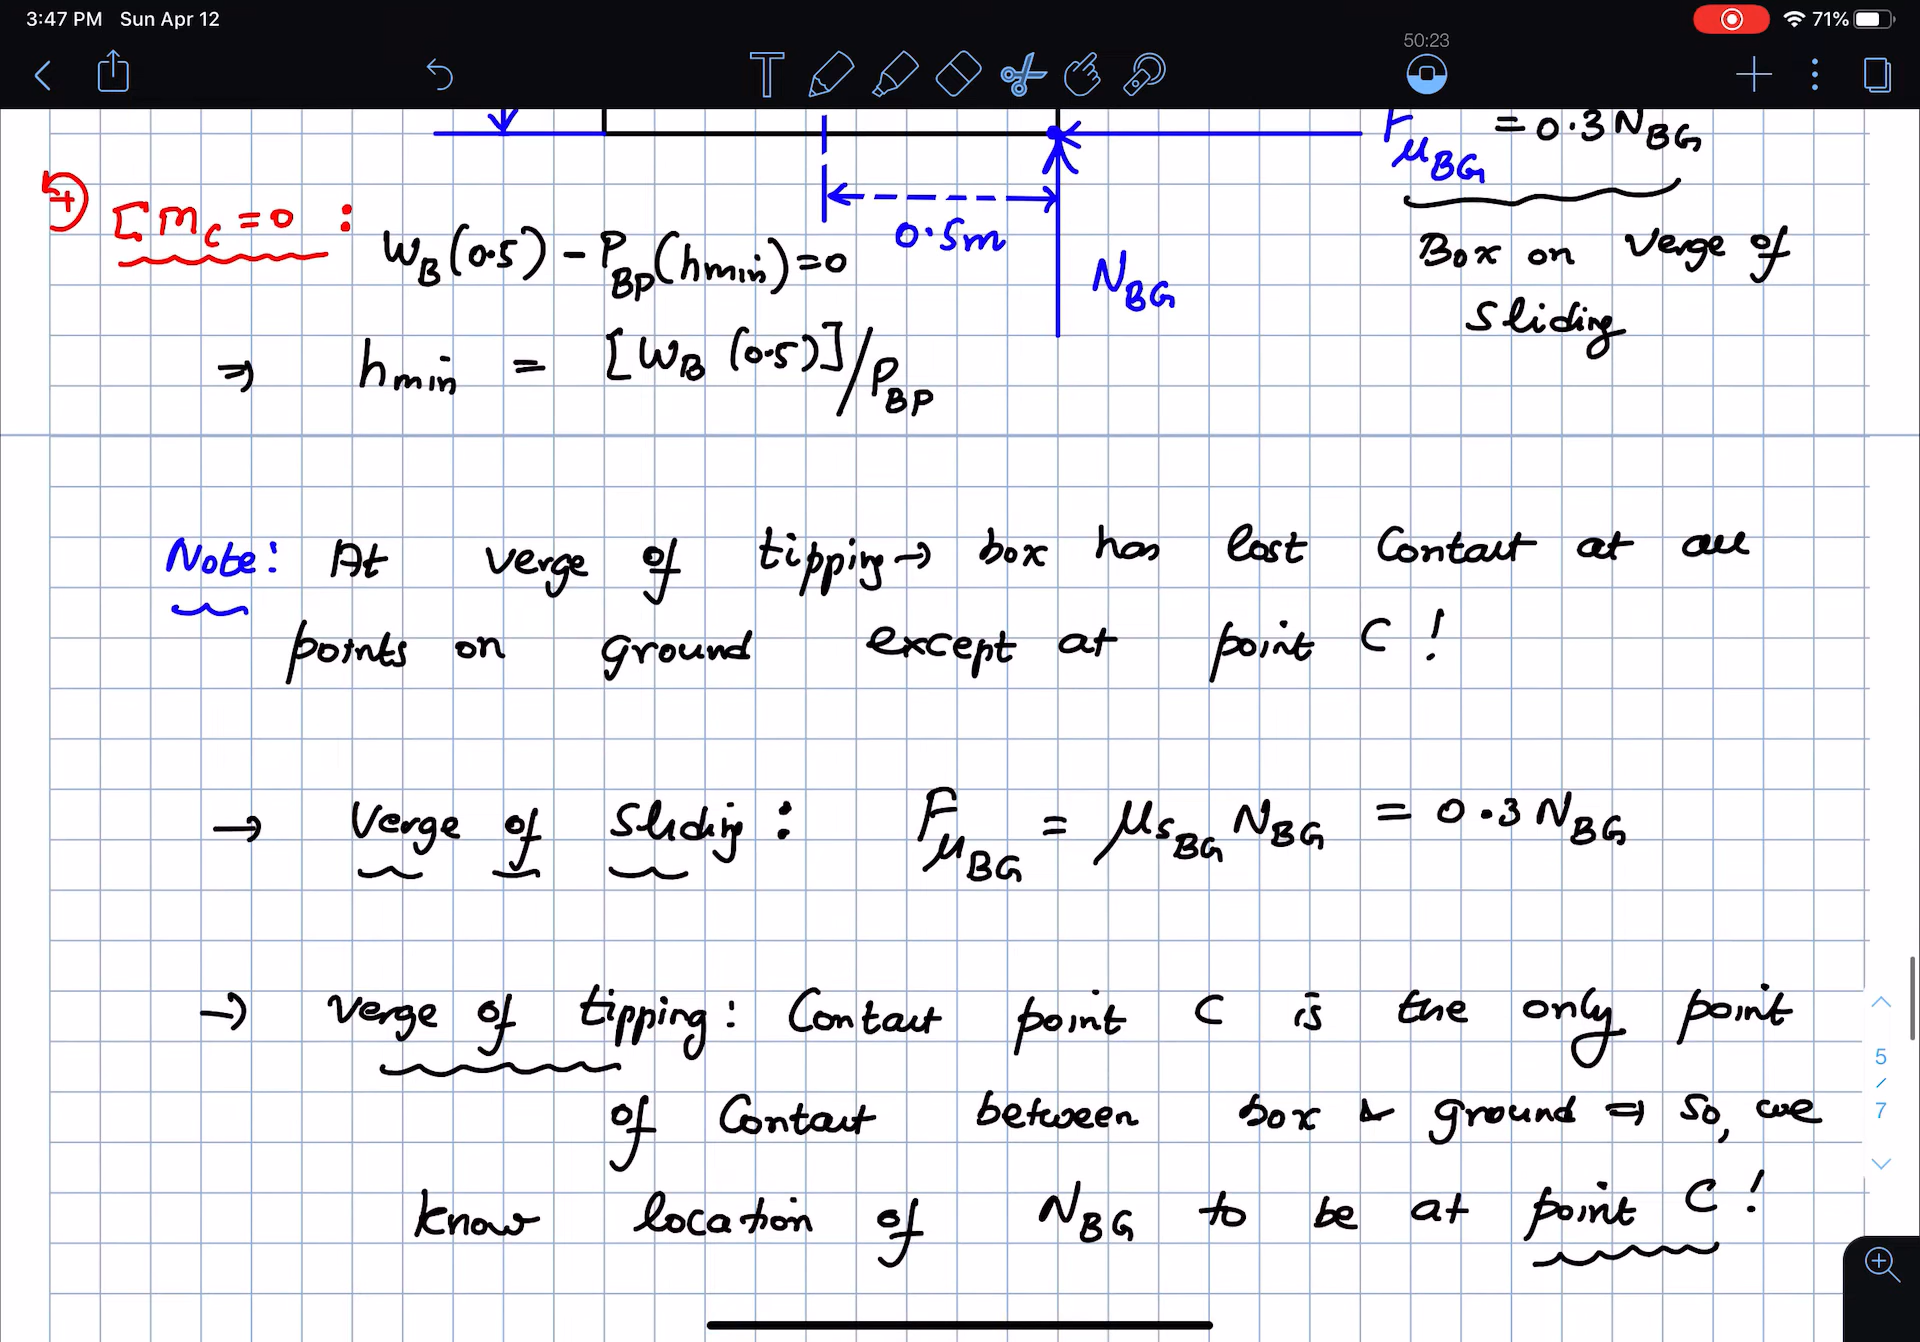 3:47 PM Sun Apr 12
71%
50:23
F_μBG = 0.3 N_BG
[M_C = 0 :
W_B(0.5) - P_BP(h_min) = 0
0.5m
N_BG
Box on verge of
sliding
⇒ h_min = [W_B (0.5)]/P_BP
Note: At verge of tipping → box has lost contact at all
points on ground except at point C!
→ Verge of sliding: F_μBG = μ_sBG N_BG = 0.3 N_BG
→ Verge of tipping: Contact point C is the only point
of contact between box & ground ⇒ so, we
know location of N_BG to be at point C!
5
/
7